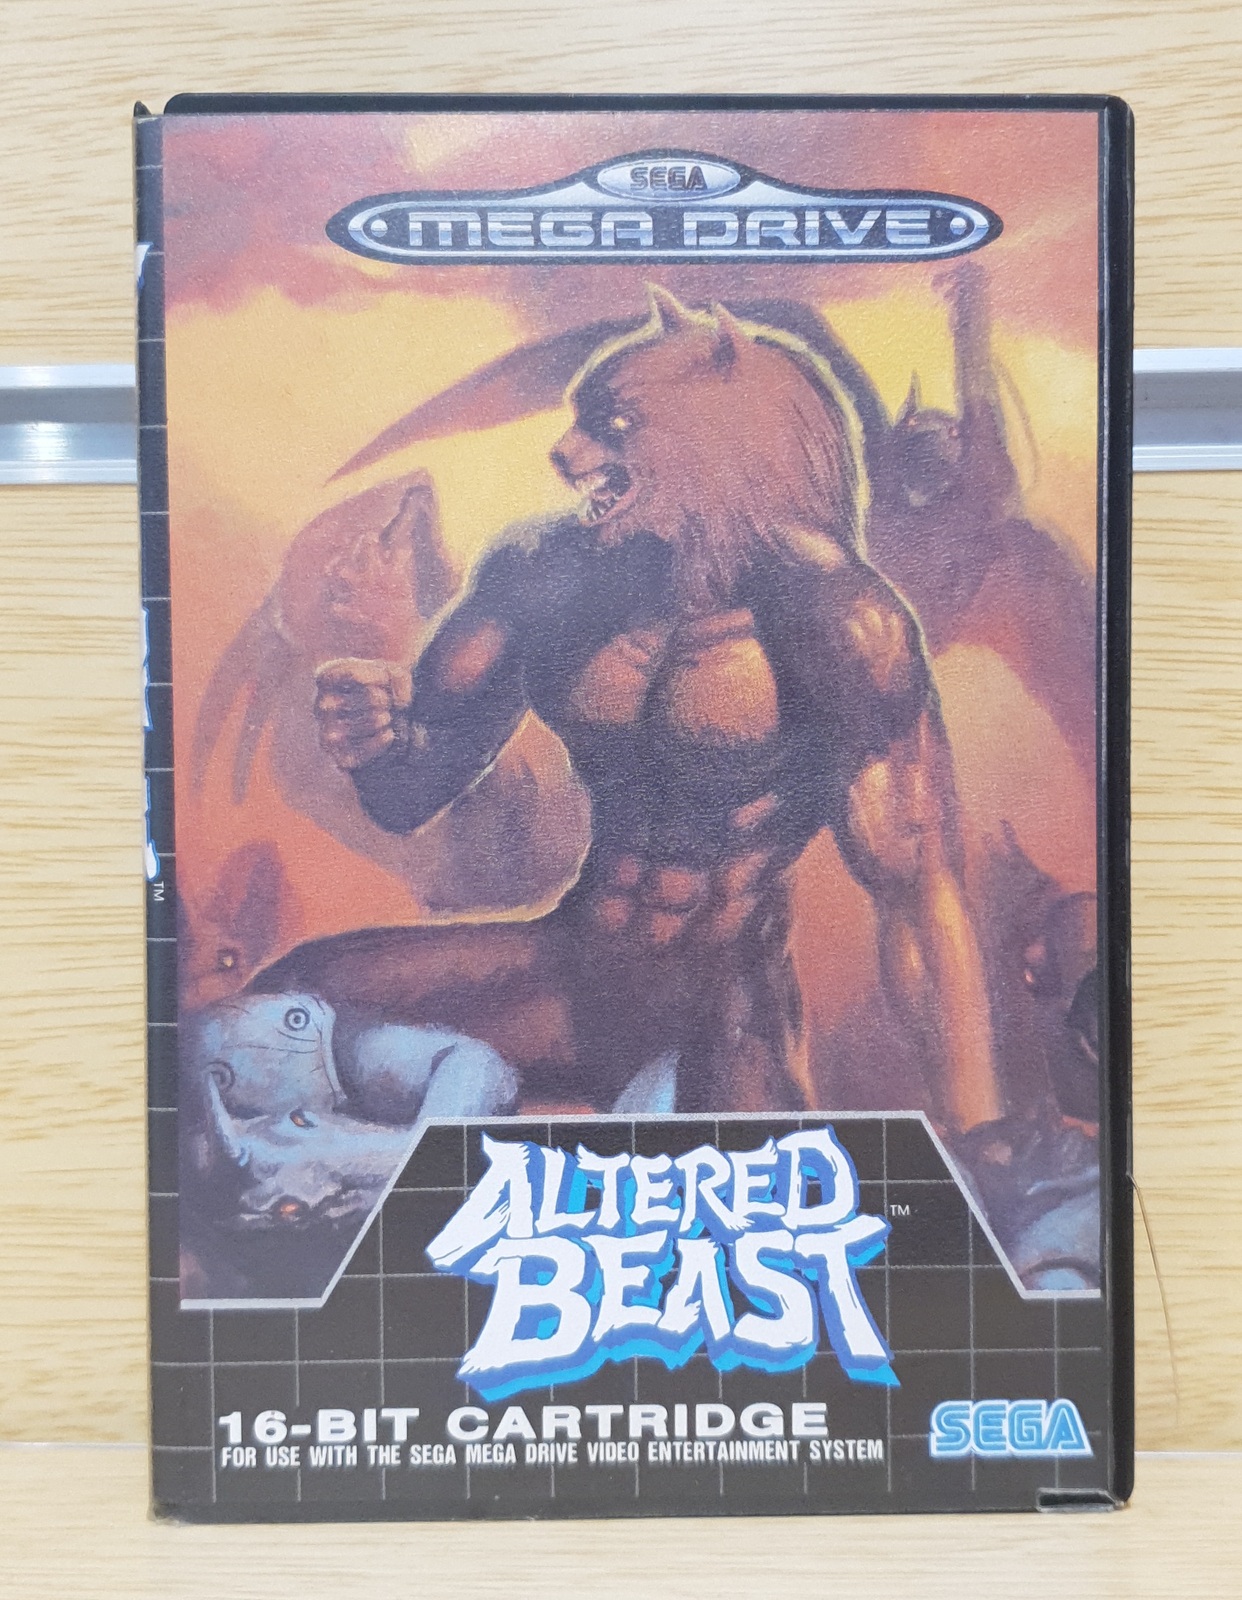 SEGA
MEGA DRIVE
ALTERED
BEAST
TM
16-BIT CARTRIDGE
FOR USE WITH THE SEGA MEGA DRIVE VIDEO ENTERTAINMENT SYSTEM
SEGA
TM